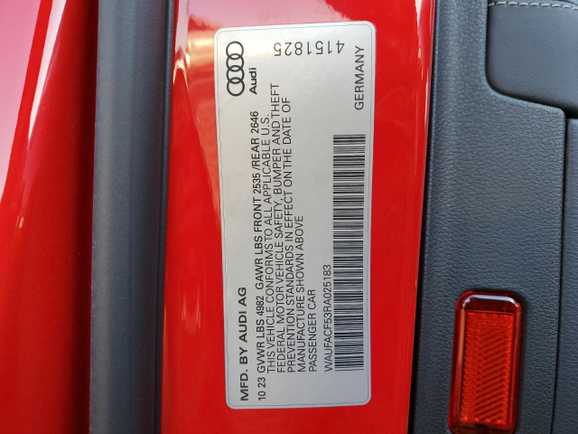 MFD. BY AUDI AG
10 23 GVWR LBS 4982 GAWR LBS FRONT 2535 /REAR 2646
THIS VEHICLE CONFORMS TO ALL APPLICABLE U.S.
FEDERAL MOTOR VEHICLE SAFETY, BUMPER AND THEFT
PREVENTION STANDARDS IN EFFECT ON THE DATE OF
MANUFACTURE SHOWN ABOVE
PASSENGER CAR
WAUFACF53RA025183
GERMANY
Audi
4151825